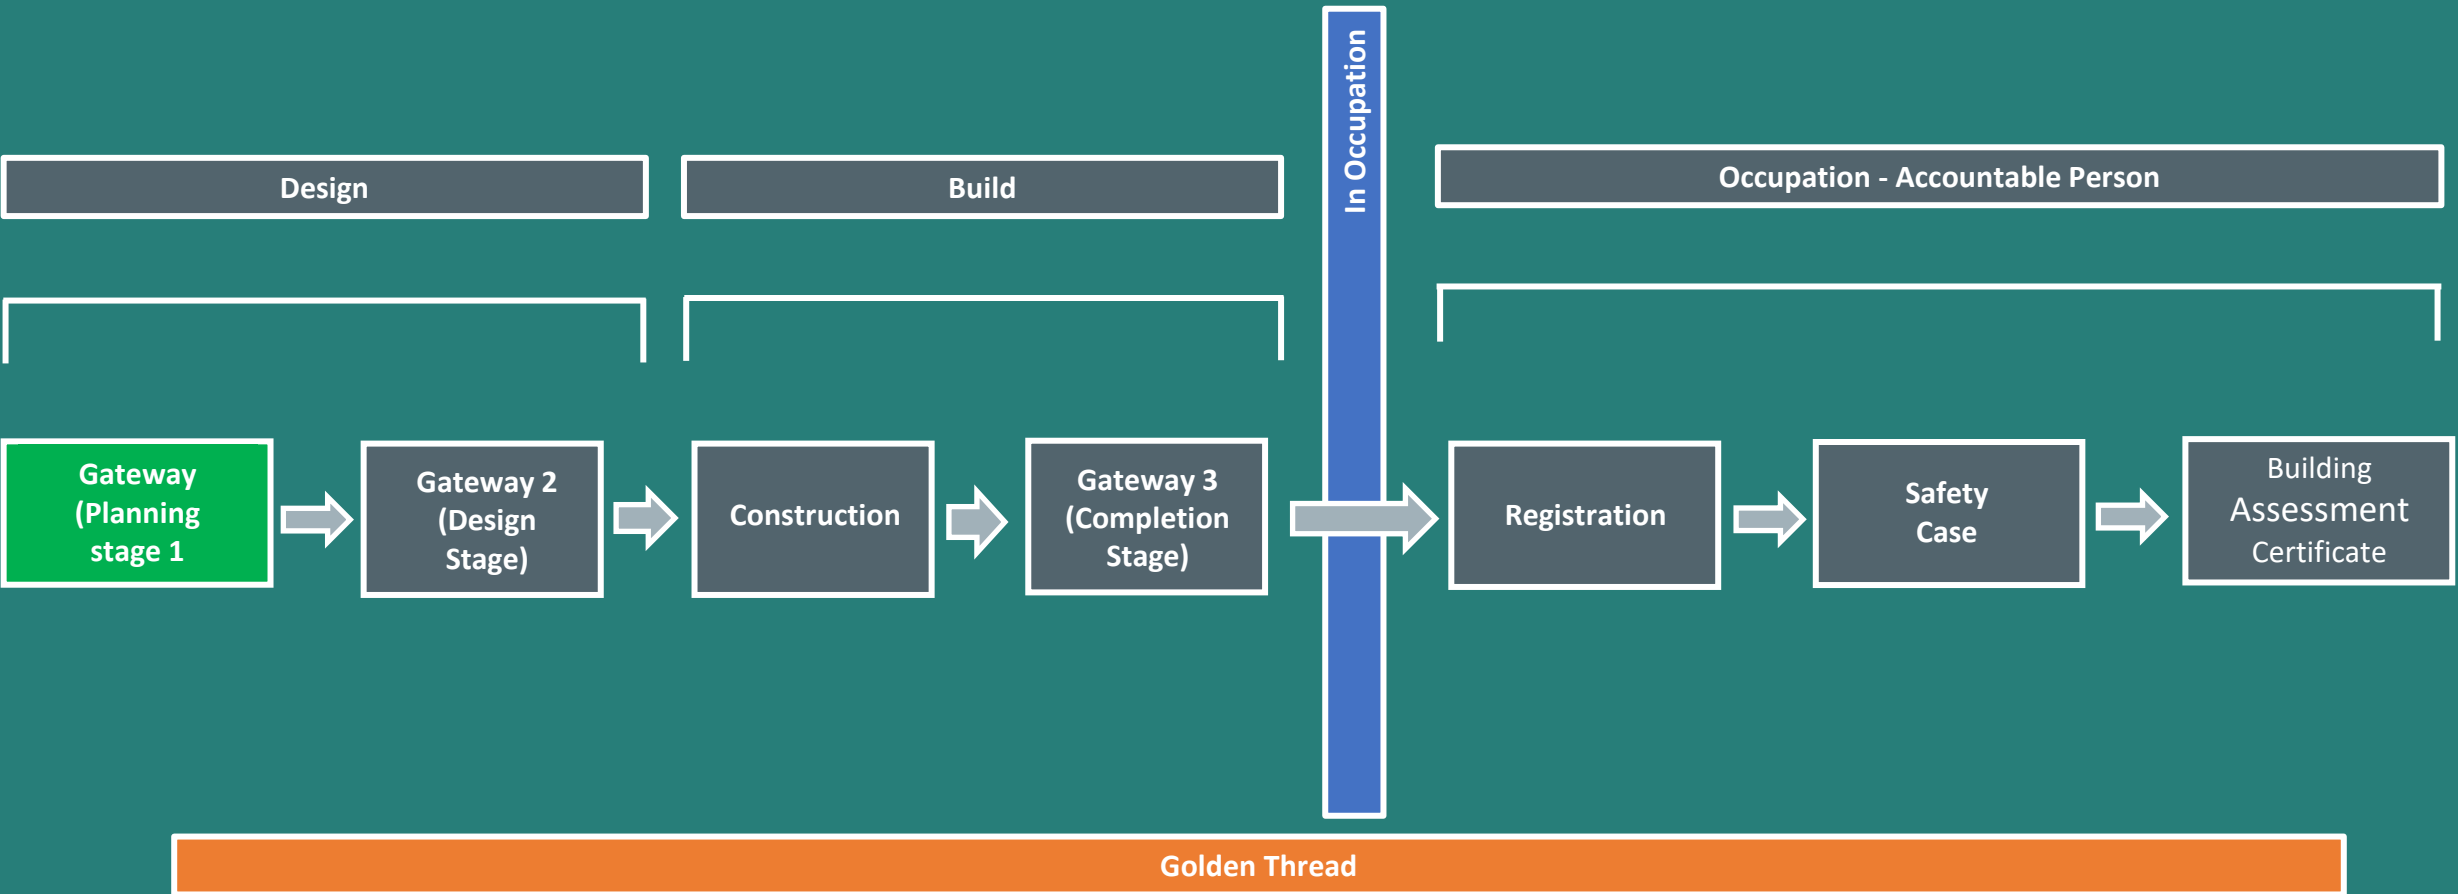 In Occupation
Design
Build
Occupation - Accountable Person
Gateway
(Planning
stage 1
Gateway 2
(Design
Stage)
Construction
Gateway 3
(Completion
Stage)
Registration
Safety
Case
Building
Assessment
Certificate
Golden Thread